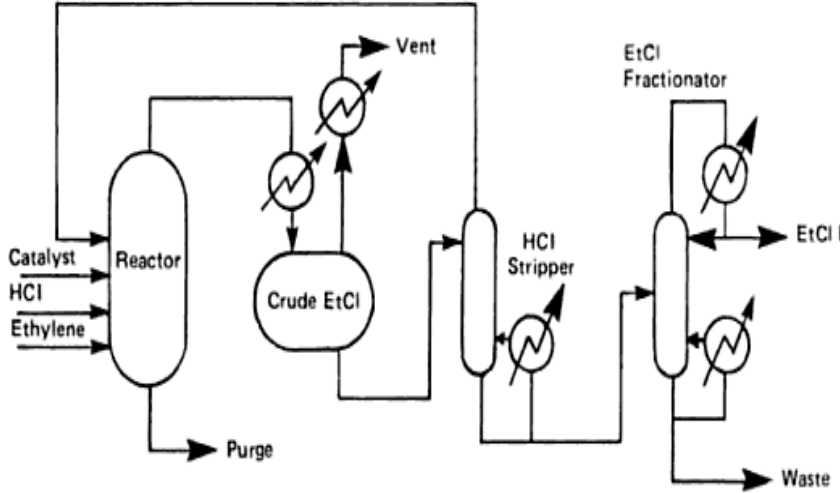 Vent
EtCl
Fractionator
Catalyst
HCl
Ethylene
Reactor
Crude EtCl
HCl
Stripper
EtCl
Purge
Waste